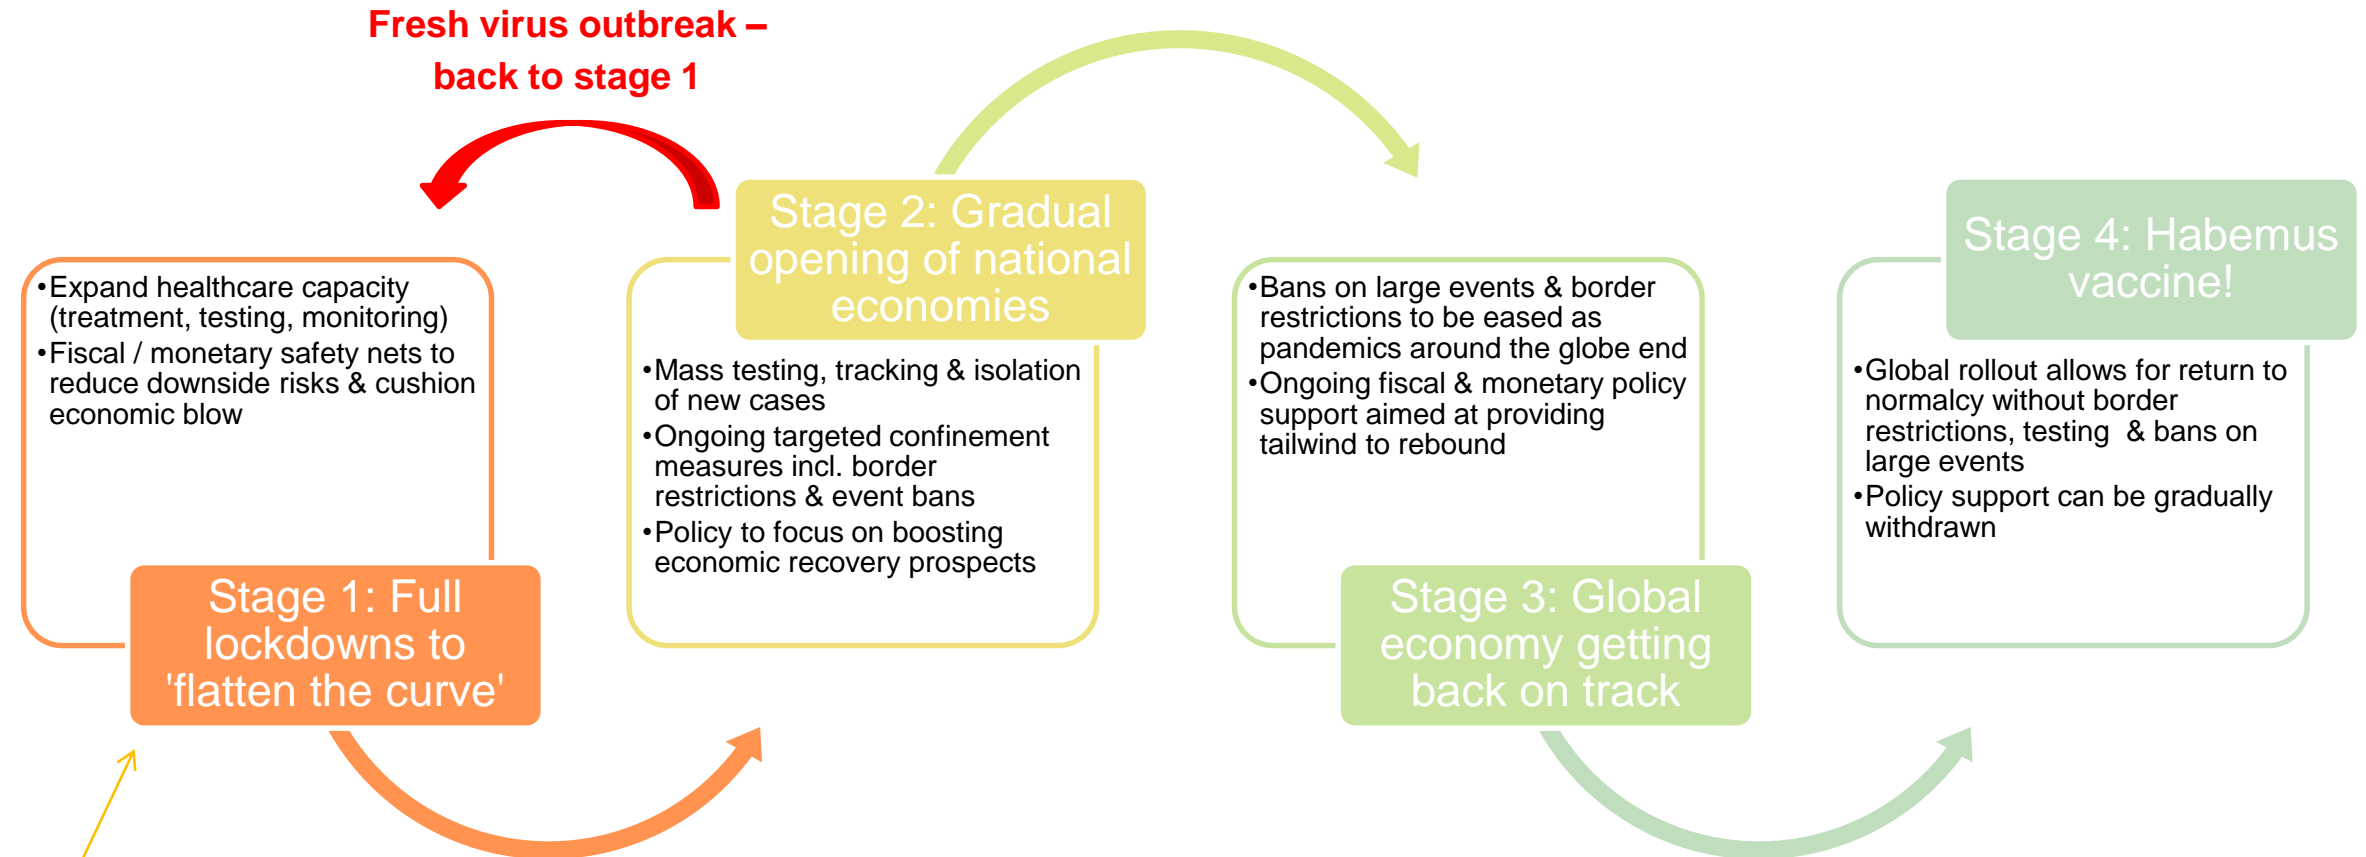 Fresh virus outbreak –
back to stage 1
•Expand healthcare capacity
(treatment, testing, monitoring)
•Fiscal / monetary safety nets to
reduce downside risks & cushion
economic blow
Stage 1: Full
lockdowns to
'flatten the curve'
Stage 2: Gradual
opening of national
economies
•Mass testing, tracking & isolation
of new cases
•Ongoing targeted confinement
measures incl. border
restrictions & event bans
•Policy to focus on boosting
economic recovery prospects
•Bans on large events & border
restrictions to be eased as
pandemics around the globe end
•Ongoing fiscal & monetary policy
support aimed at providing
tailwind to rebound
Stage 3: Global
economy getting
back on track
Stage 4: Habemus
vaccine!
•Global rollout allows for return to
normalcy without border
restrictions, testing  & bans on
large events
•Policy support can be gradually
withdrawn